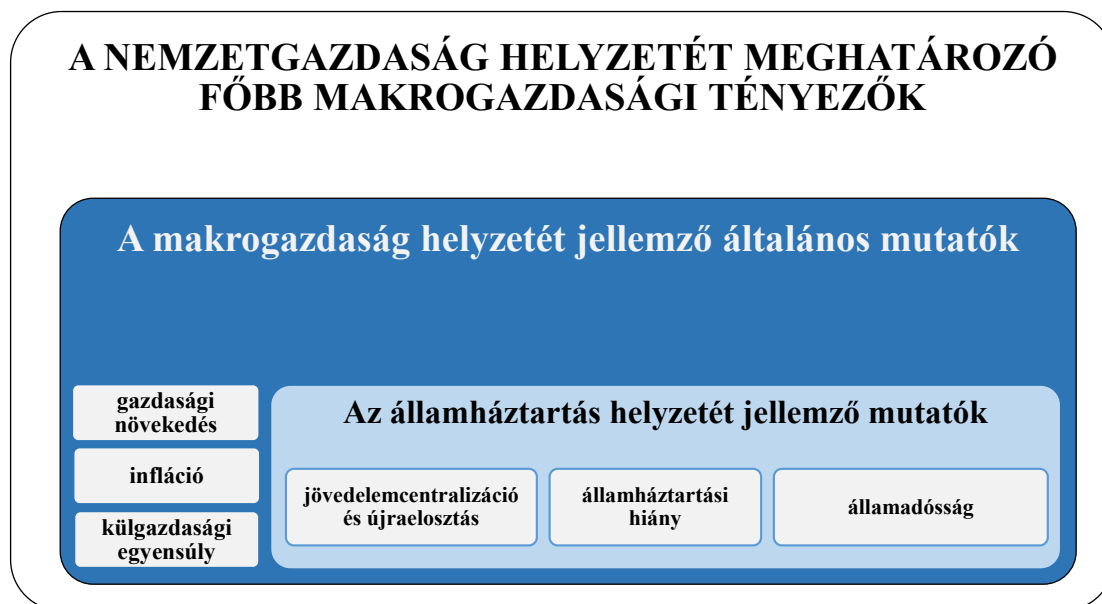 A NEMZETGAZDASÁG HELYZETÉT MEGHATÁROZÓ
FŐBB MAKROGAZDASÁGI TÉNYEZŐK
A makrogazdaság helyzetét jellemző általános mutatók
gazdasági
növekedés
infláció
külgazdasági
egyensúly
Az államháztartás helyzetét jellemző mutatók
jövedelemcentralizáció
és újraelosztás
államháztartási
hiány
államadósság